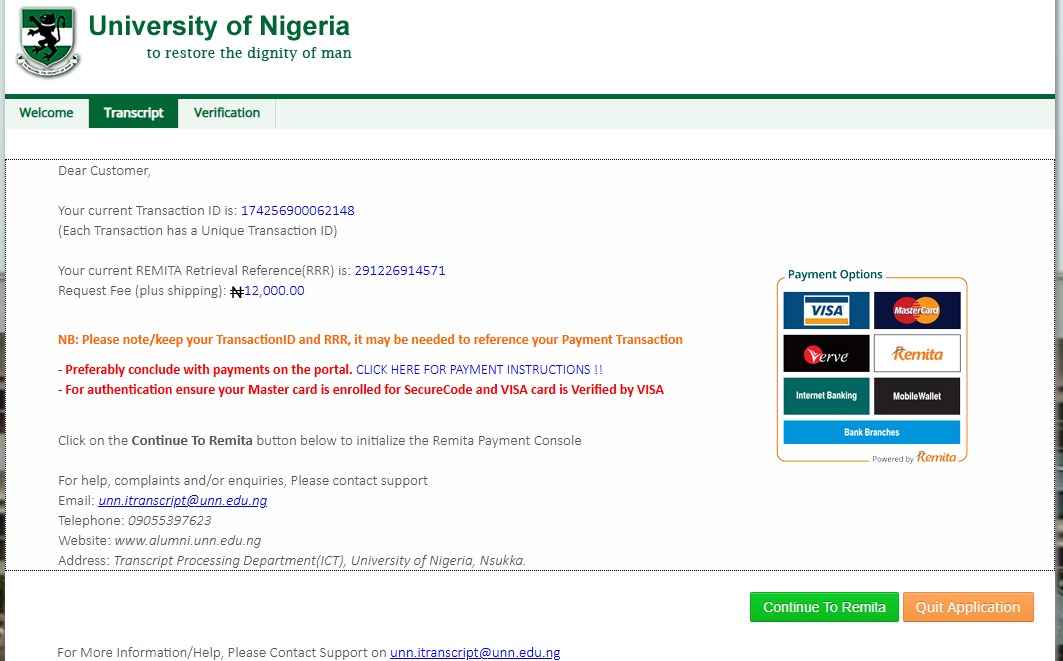 University of Nigeria
to restore the dignity of man
Welcome Transcript Verification
Dear Customer,
Your current Transaction ID is: 174256900062148
(Each Transaction has a Unique Transaction ID)
Your current REMITA Retrieval Reference(RRR) is: 291226914571
Request Fee (plus shipping): ₦12,000.00
NB: Please note/keep your TransactionID and RRR, it may be needed to reference your Payment Transaction
- Preferably conclude with payments on the portal. CLICK HERE FOR PAYMENT INSTRUCTIONS !!
- For authentication ensure your Master card is enrolled for SecureCode and VISA card is Verified by VISA
Click on the Continue To Remita button below to initialize the Remita Payment Console
For help, complaints and/or enquiries, Please contact support
Email: unn.itranscript@unn.edu.ng
Telephone: 09055397623
Website: www.alumni.unn.edu.ng
Address: Transcript Processing Department(ICT), University of Nigeria, Nsukka.
Payment Options
VISA MasterCard
Verve Remita
Internet Banking MobileWallet
Bank Branches
Powered by Remita
Continue To Remita Quit Application
For More Information/Help, Please Contact Support on unn.itranscript@unn.edu.ng